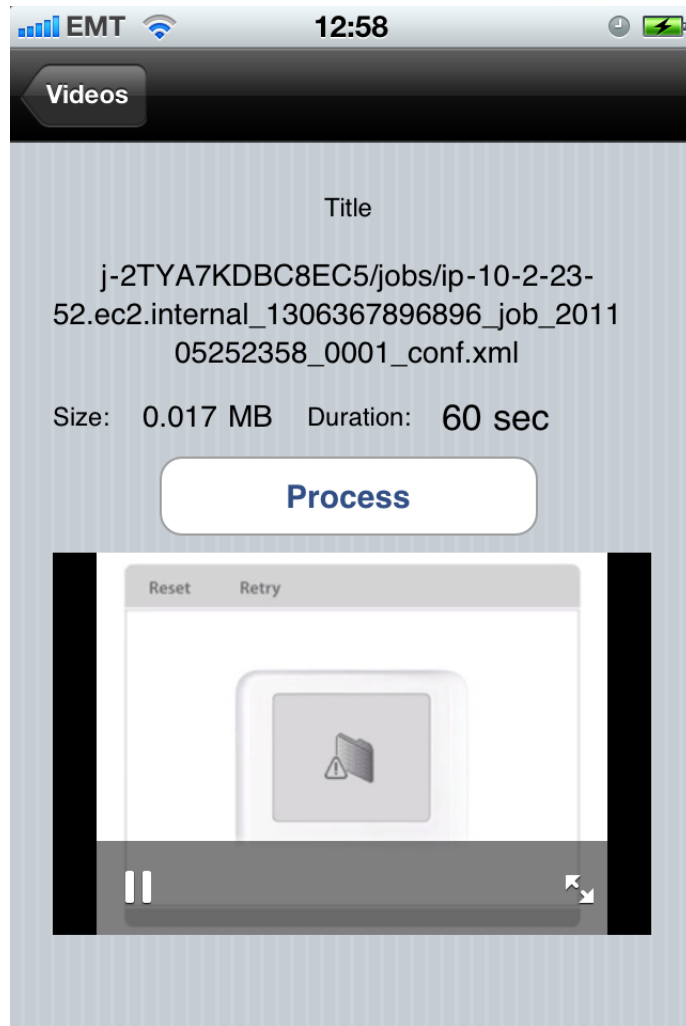 EMT 12:58
Videos
Title
j-2TYA7KDBC8EC5/jobs/ip-10-2-23-
52.ec2.internal_1306367896896_job_2011
05252358_0001_conf.xml
Size: 0.017 MB Duration: 60 sec
Process
Reset Retry